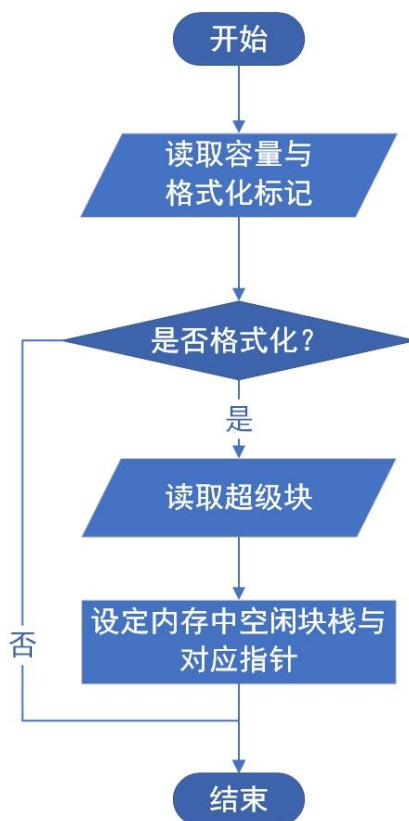 开始
读取容量与
格式化标记
是否格式化?
是
读取超级块
设定内存中空闲块栈与
对应指针
否
结束